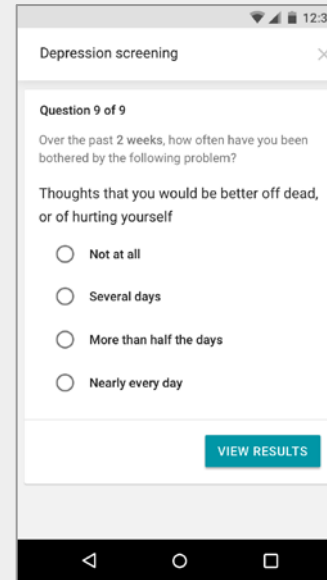 12:3
Depression screening
Question 9 of 9
Over the past 2 weeks, how often have you been
bothered by the following problem?
Thoughts that you would be better off dead,
or of hurting yourself
Not at all
Several days
More than half the days
Nearly every day
VIEW RESULTS